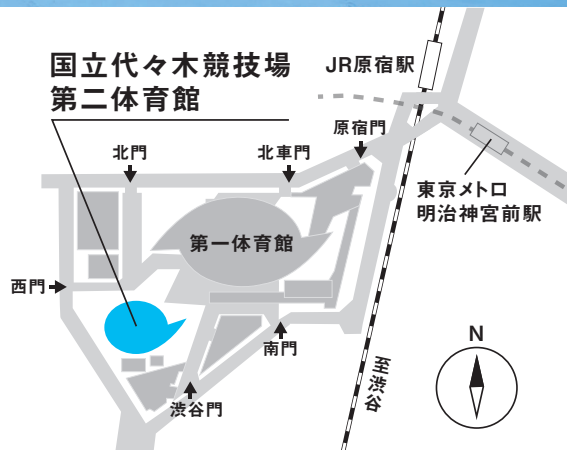 国立代々木競技場
第二体育館
JR原宿駅
原宿門
北門
北車門
東京メトロ
明治神宮前駅
第一体育館
西門
南門
N
至渋谷
渋谷門